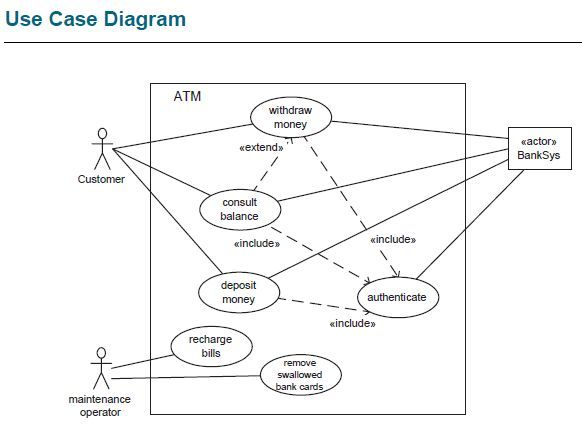 Use Case Diagram
ATM
withdraw
money
«extend»
«actor»
BankSys
Customer
consult
balance
«include»
«include»
deposit
money
authenticate
«include»
recharge
bills
remove
swallowed
bank cards
maintenance
operator